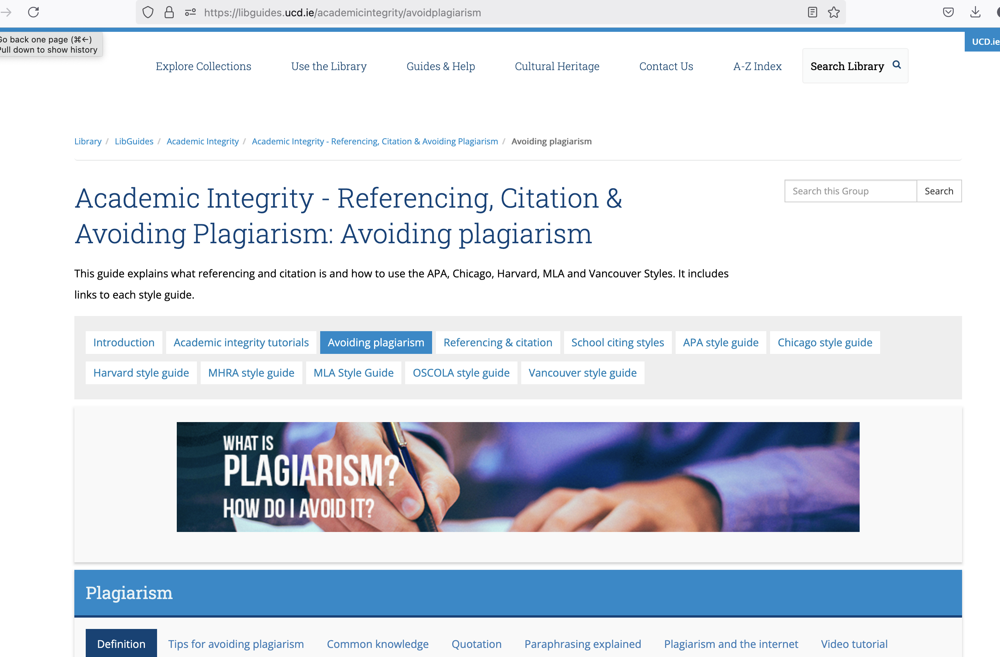 https://libguides.ucd.ie/academicintegrity/avoidplagiarism
Go back one page (⌘←)
Pull down to show history
UCD.ie
Explore Collections
Use the Library
Guides & Help
Cultural Heritage
Contact Us
A-Z Index
Search Library
Library / LibGuides / Academic Integrity / Academic Integrity - Referencing, Citation & Avoiding Plagiarism / Avoiding plagiarism
Academic Integrity - Referencing, Citation &
Avoiding Plagiarism: Avoiding plagiarism
Search this Group
Search
This guide explains what referencing and citation is and how to use the APA, Chicago, Harvard, MLA and Vancouver Styles. It includes
links to each style guide.
Introduction
Academic integrity tutorials
Avoiding plagiarism
Referencing & citation
School citing styles
APA style guide
Chicago style guide
Harvard style guide
MHRA style guide
MLA Style Guide
OSCOLA style guide
Vancouver style guide
WHAT IS
PLAGIARISM?
HOW DO I AVOID IT?
Plagiarism
Definition
Tips for avoiding plagiarism
Common knowledge
Quotation
Paraphrasing explained
Plagiarism and the internet
Video tutorial